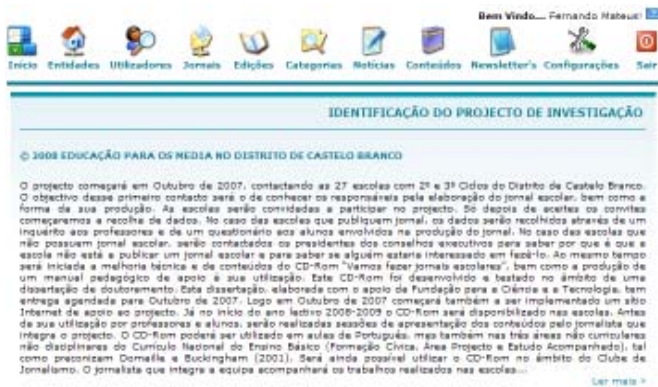 Bem Vindo... Fernando Mateus!
Início Entidades Utilizadores Jornais Edições Categorias Notícias Conteúdos Newsletter's Configurações Sair
IDENTIFICAÇÃO DO PROJECTO DE INVESTIGAÇÃO
© 2008 EDUCAÇÃO PARA OS MEDIA NO DISTRITO DE CASTELO BRANCO
O projecto começará em Outubro de 2007, contactando as 27 escolas com 2º e 3º Ciclos do Distrito de Castelo Branco.
O objectivo desse primeiro contacto será o de conhecer os responsáveis pela elaboração do jornal escolar, bem como a
forma da sua produção. As escolas serão convidadas a participar no projecto. Só depois de aceites os convites
começaremos a recolha de dados. No caso das escolas que publiquem jornal, os dados serão recolhidos através de um
inquérito aos professores e de um questionário aos alunos envolvidos na produção do jornal. No caso das escolas que
não possuem jornal escolar, serão contactados os presidentes dos conselhos executivos para saber por que é que a
escola não está a publicar um jornal escolar e para saber se alguém estaria interessado em fazê-lo. Ao mesmo tempo
será iniciada a melhoria técnica e de conteúdos do CD-Rom "Vamos fazer jornais escolares", bem como a produção de
um manual pedagógico de apoio à sua utilização. Este CD-Rom foi desenvolvido e testado no âmbito de uma
dissertação de doutoramento. Esta dissertação, elaborada com o apoio da Fundação para a Ciência e a Tecnologia, tem
entrega agendada para Outubro de 2007. Logo em Outubro de 2007 começará também a ser implementado um sítio
Internet de apoio ao projecto. Já no início do ano lectivo 2008-2009 o CD-Rom será disponibilizado nas escolas. Antes
da sua utilização por professores e alunos, serão realizadas sessões de apresentação dos conteúdos pelo jornalista que
integra o projecto. O CD-Rom poderá ser utilizado em aulas de Português, mas também nas três áreas não curriculares
não disciplinares do Currículo Nacional do Ensino Básico (Formação Cívica, Área Projecto e Estudo Acompanhado), tal
como preconizam Domaille e Buckingham (2001). Será ainda possível utilizar o CD-Rom no âmbito do Clube de
Jornalismo. O jornalista que integra a equipa acompanhará os trabalhos realizados nas escolas...
Ler mais »